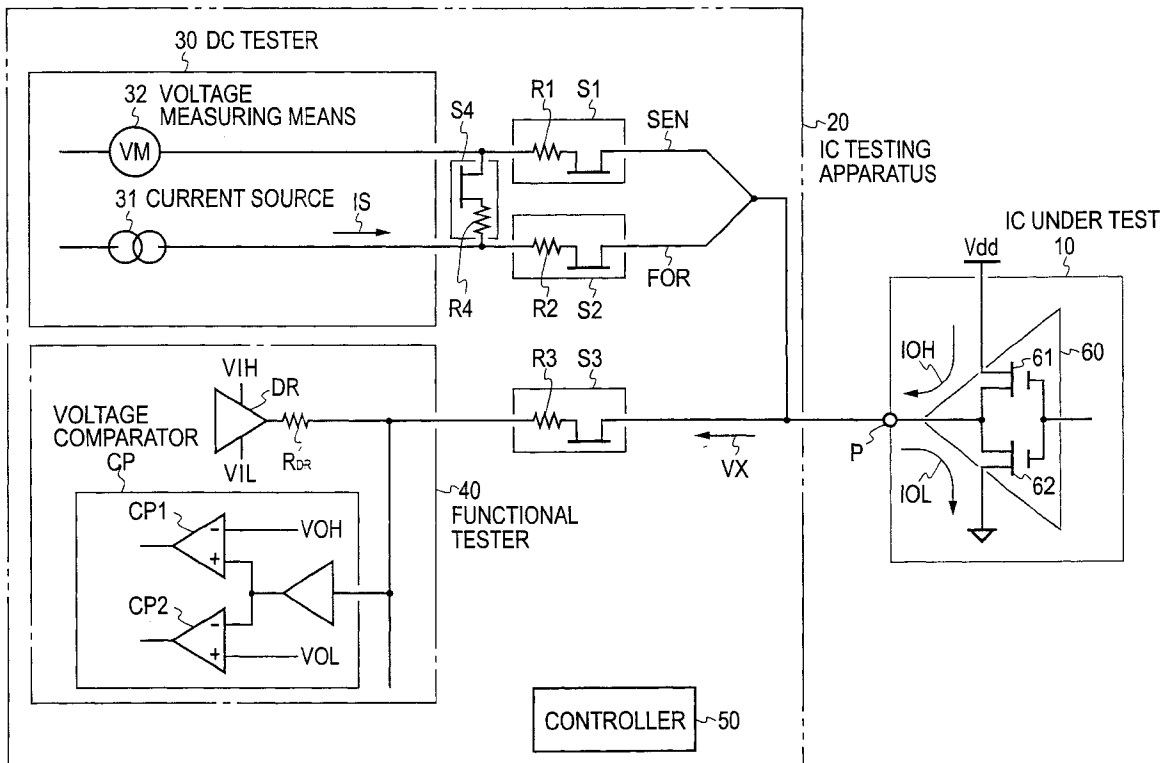 30 DC TESTER
32 VOLTAGE
MEASURING MEANS
VM
S4
R1
S1
SEN
20
IC TESTING
APPARATUS
31 CURRENT SOURCE
IS
R4
R2
S2
FOR
IC UNDER TEST
10
Vdd
IOH
61
60
P
IOL
62
VIH
DR
RDR
VIL
R3
S3
VX
VOLTAGE
COMPARATOR
CP
40
FUNCTIONAL
TESTER
CP1
-
+
VOH
CP2
-
+
VOL
CONTROLLER
50